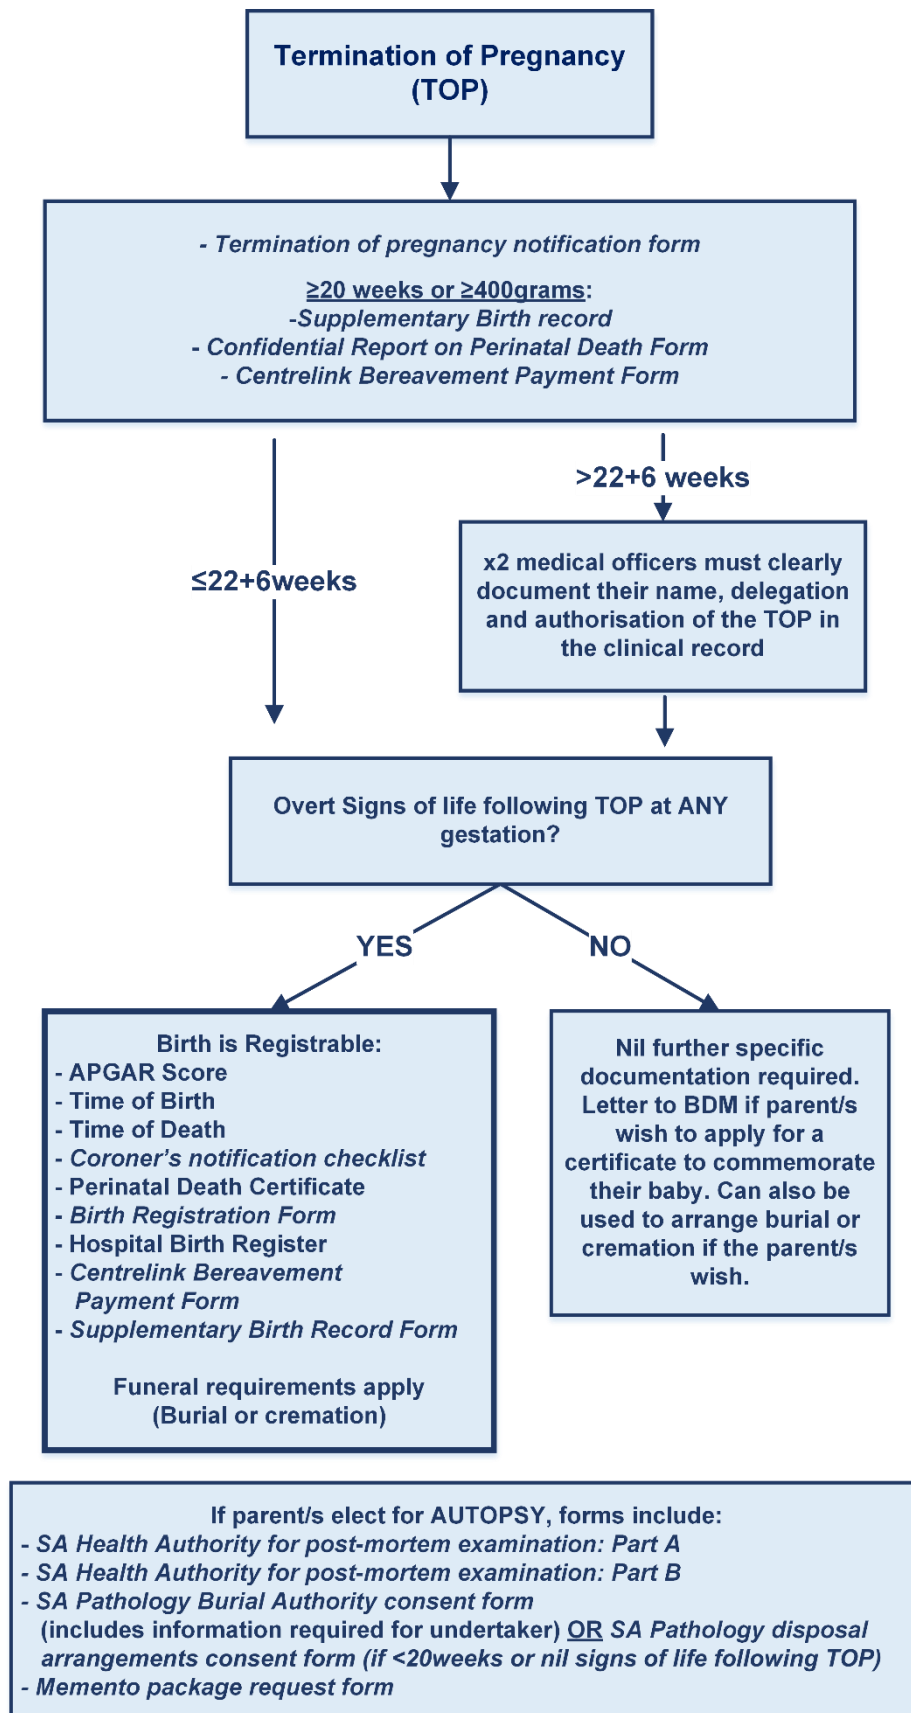 Termination of Pregnancy
(TOP)
- Termination of pregnancy notification form
≥20 weeks or ≥400grams:
-Supplementary Birth record
- Confidential Report on Perinatal Death Form
- Centrelink Bereavement Payment Form
>22+6 weeks
≤22+6weeks
x2 medical officers must clearly
document their name, delegation
and authorisation of the TOP in
the clinical record
Overt Signs of life following TOP at ANY
gestation?
YES
NO
Birth is Registrable:
- APGAR Score
- Time of Birth
- Time of Death
- Coroner's notification checklist
- Perinatal Death Certificate
- Birth Registration Form
- Hospital Birth Register
- Centrelink Bereavement
Payment Form
- Supplementary Birth Record Form
Funeral requirements apply
(Burial or cremation)
Nil further specific
documentation required.
Letter to BDM if parent/s
wish to apply for a
certificate to commemorate
their baby. Can also be
used to arrange burial or
cremation if the parent/s
wish.
If parent/s elect for AUTOPSY, forms include:
- SA Health Authority for post-mortem examination: Part A
- SA Health Authority for post-mortem examination: Part B
- SA Pathology Burial Authority consent form
(includes information required for undertaker) OR SA Pathology disposal
arrangements consent form (if <20weeks or nil signs of life following TOP)
- Memento package request form